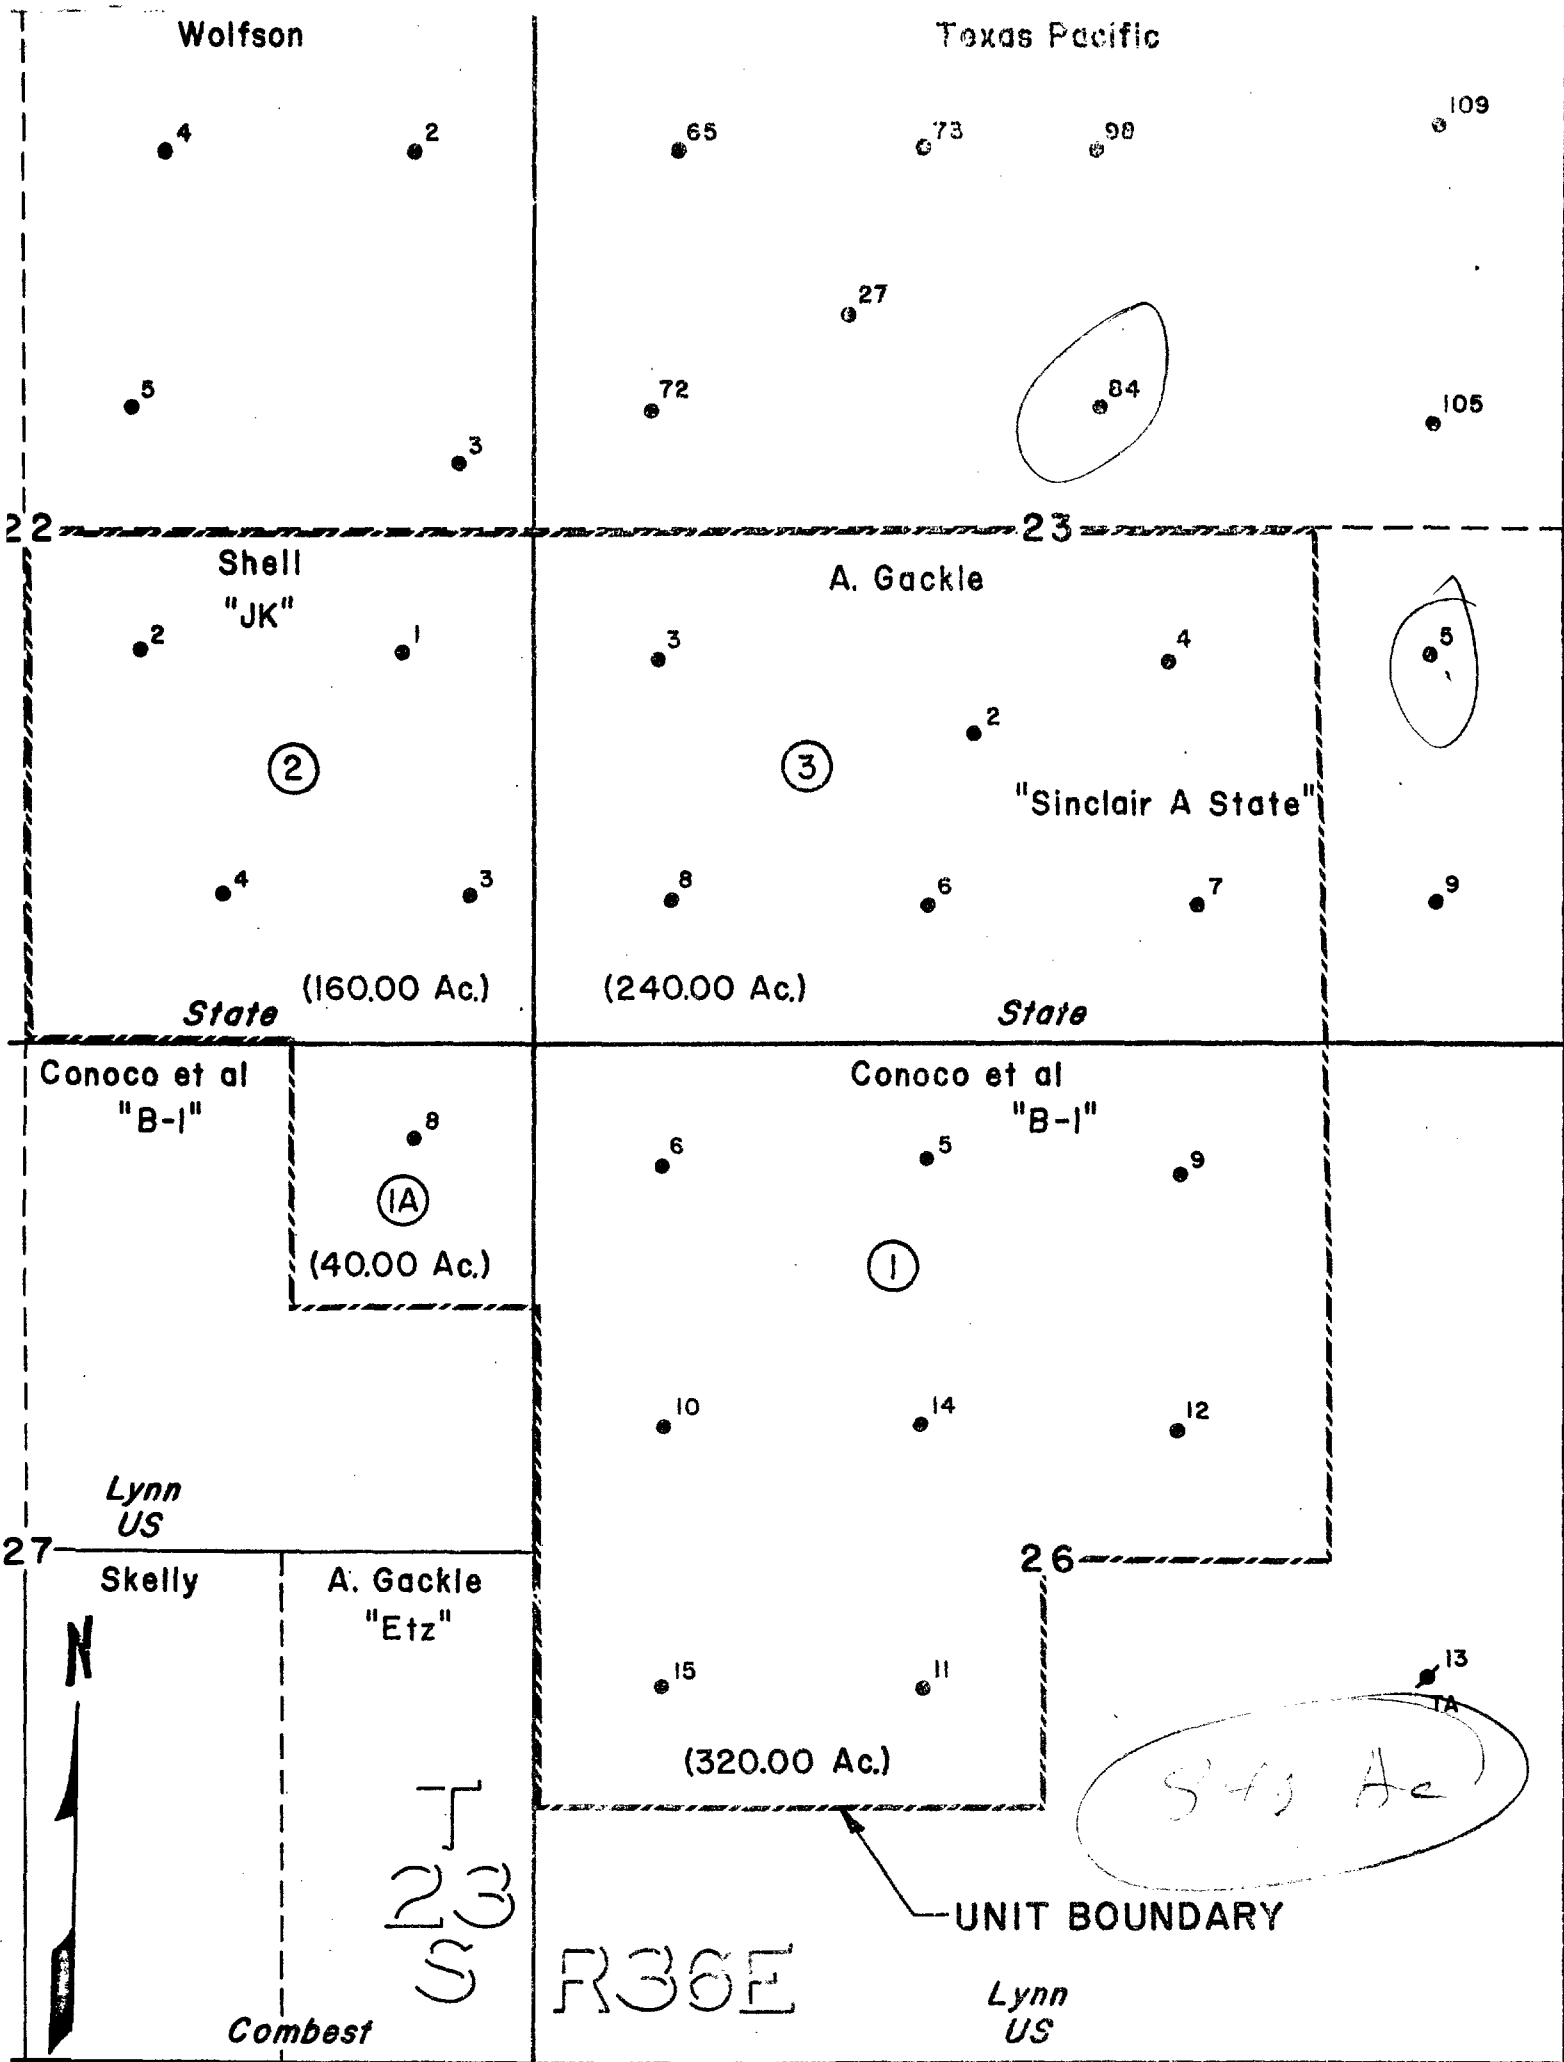 Wolfson
Texas Pacific
4
2
65
73
98
109
27
5
72
84
105
3
22
23
Shell
"JK"
A. Gackle
2
1
3
4
5
2
2
3
"Sinclair A State"
4
3
8
6
7
9
(160.00 Ac.)
(240.00 Ac.)
State
State
Conoco et al
"B-1"
Conoco et al
"B-1"
8
6
5
9
1A
(40.00 Ac.)
1
10
14
12
Lynn
US
27
26
Skelly
A. Gackle
"Etz"
N
15
11
13
TA
(320.00 Ac.)
Ac
T
23
S
R36E
UNIT BOUNDARY
Lynn
US
Combest